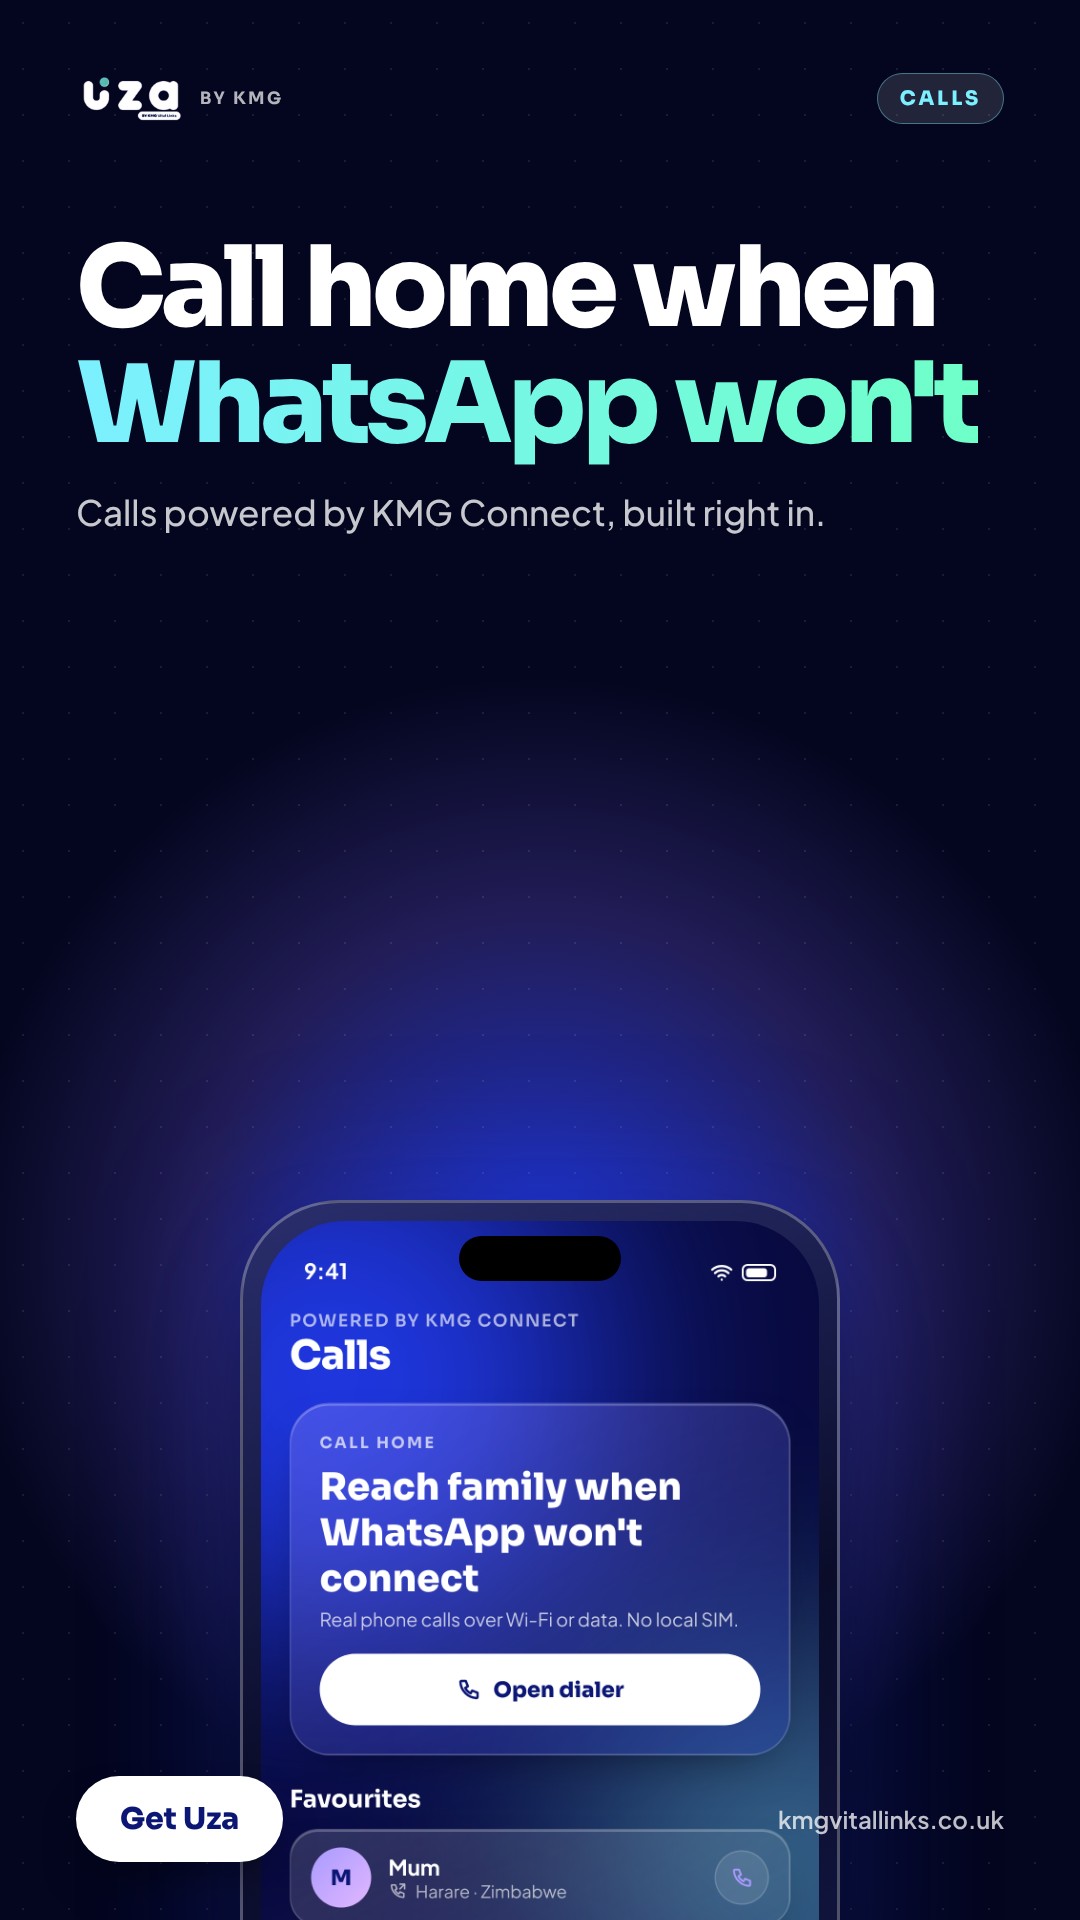 uza
BY KMG
CALLS
Call home when
WhatsApp won't
Calls powered by KMG Connect, built right in.
9:41
POWERED BY KMG CONNECT
Calls
CALL HOME
Reach family when
WhatsApp won't
connect
Real phone calls over Wi-Fi or data. No local SIM.
Open dialer
Favourites
Get Uza
kmgvitallinks.co.uk
M
Mum
Harare · Zimbabwe